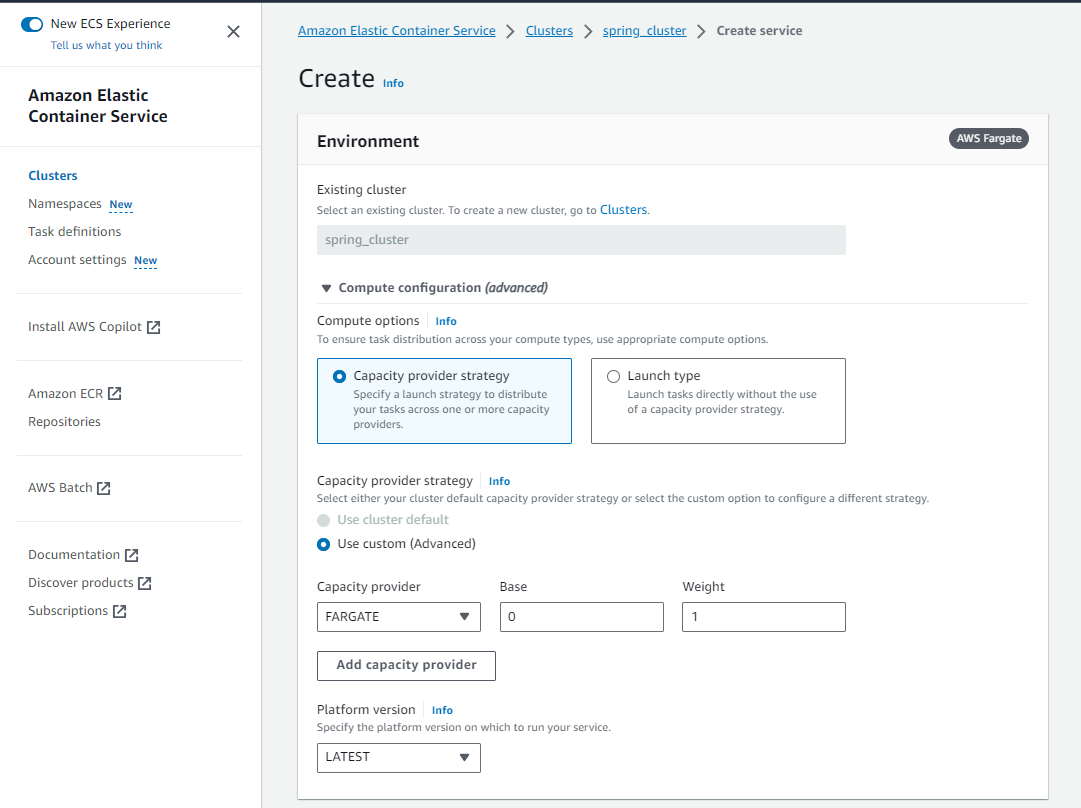 New ECS Experience
Tell us what you think
Amazon Elastic
Container Service
Clusters
Namespaces New
Task definitions
Account settings New
Install AWS Copilot
Amazon ECR
Repositories
AWS Batch
Documentation
Discover products
Subscriptions
Amazon Elastic Container Service > Clusters > spring_cluster > Create service
Create Info
Environment AWS Fargate
Existing cluster
Select an existing cluster. To create a new cluster, go to Clusters.
spring_cluster
Compute configuration (advanced)
Compute options Info
To ensure task distribution across your compute types, use appropriate compute options.
Capacity provider strategy
Specify a launch strategy to distribute
your tasks across one or more capacity
providers.
Launch type
Launch tasks directly without the use
of a capacity provider strategy.
Capacity provider strategy Info
Select either your cluster default capacity provider strategy or select the custom option to configure a different strategy.
Use cluster default
Use custom (Advanced)
Capacity provider Base Weight
FARGATE 0 1
Add capacity provider
Platform version Info
Specify the platform version on which to run your service.
LATEST